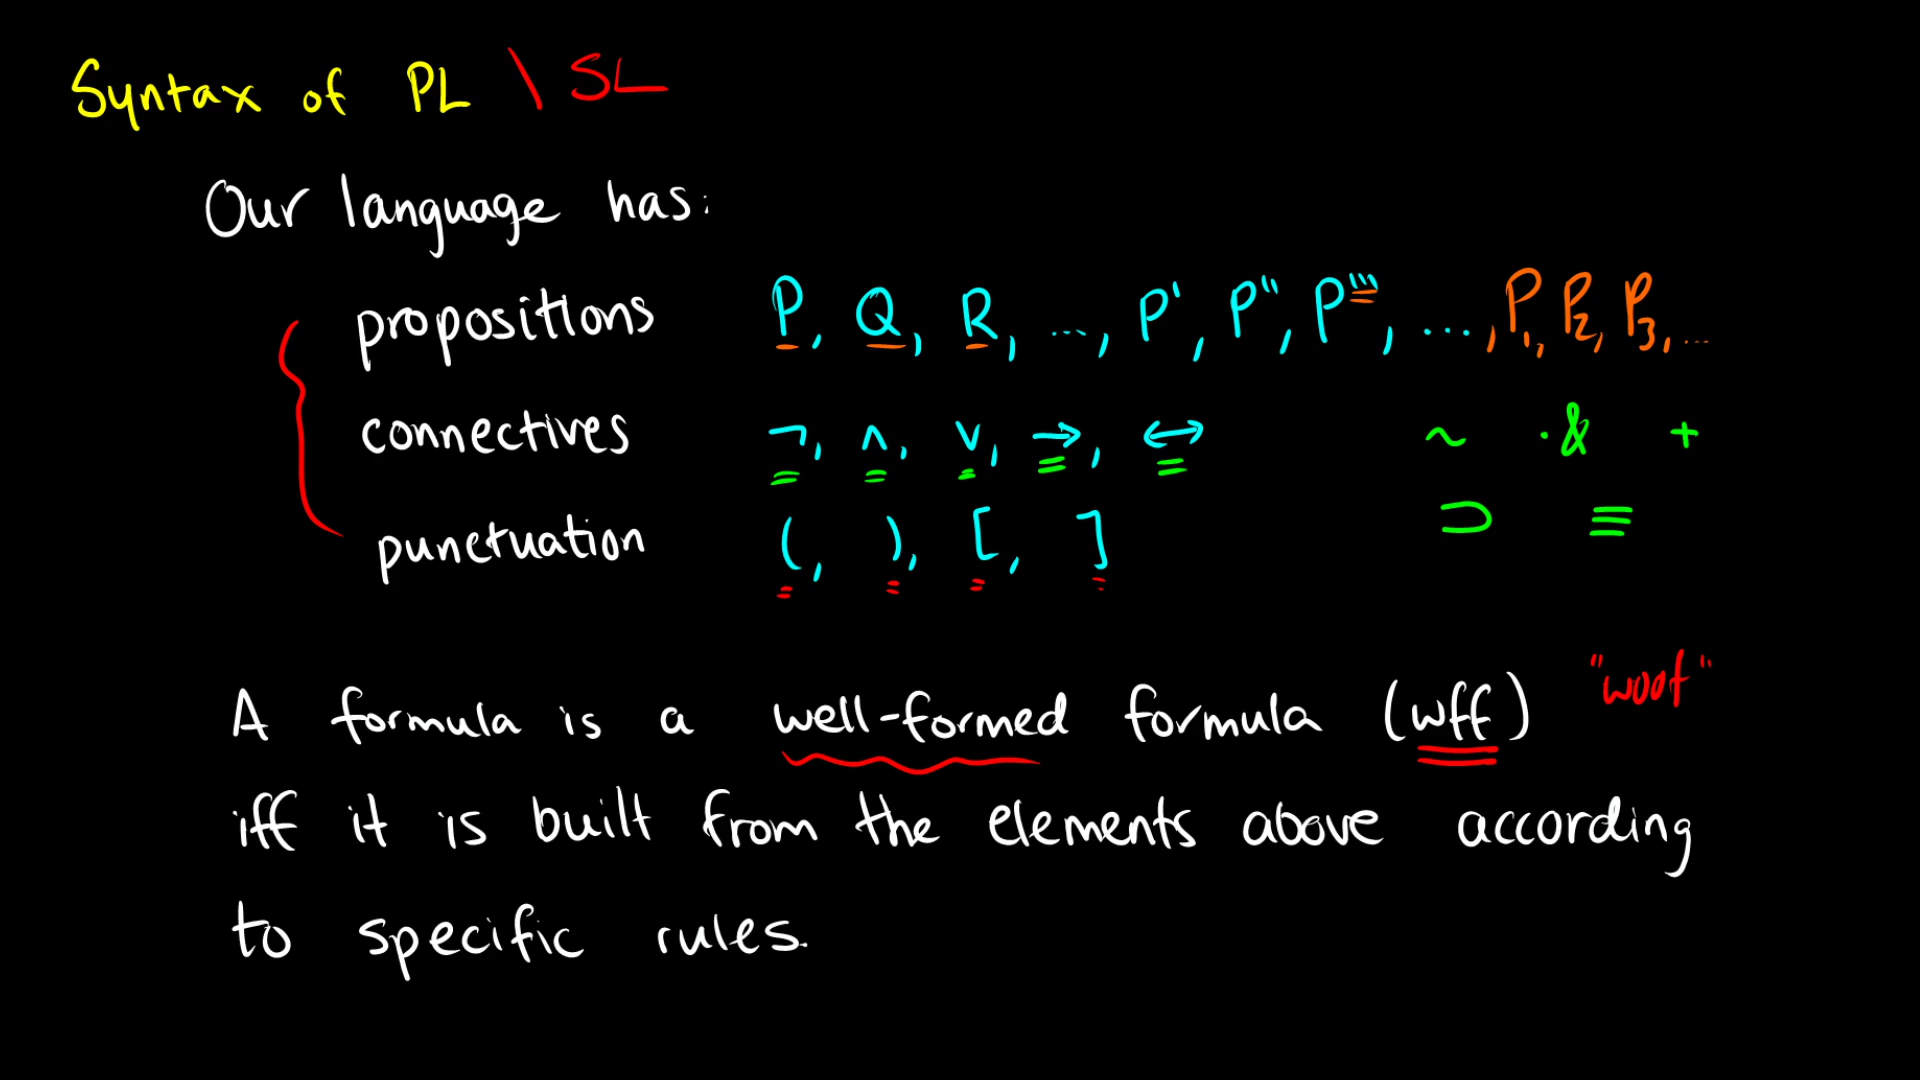 Syntax of PL \ SL
Our language has:
propositions P, Q, R, ..., P', P'', P''', ..., P₁, P₂, P₃, ...
connectives ¬, ∧, ∨, →, ↔ ~ · & +
⊃ ≡
punctuation (, ), [, ]
A formula is a well-formed formula (wff) "woof"
iff it is built from the elements above according
to specific rules.